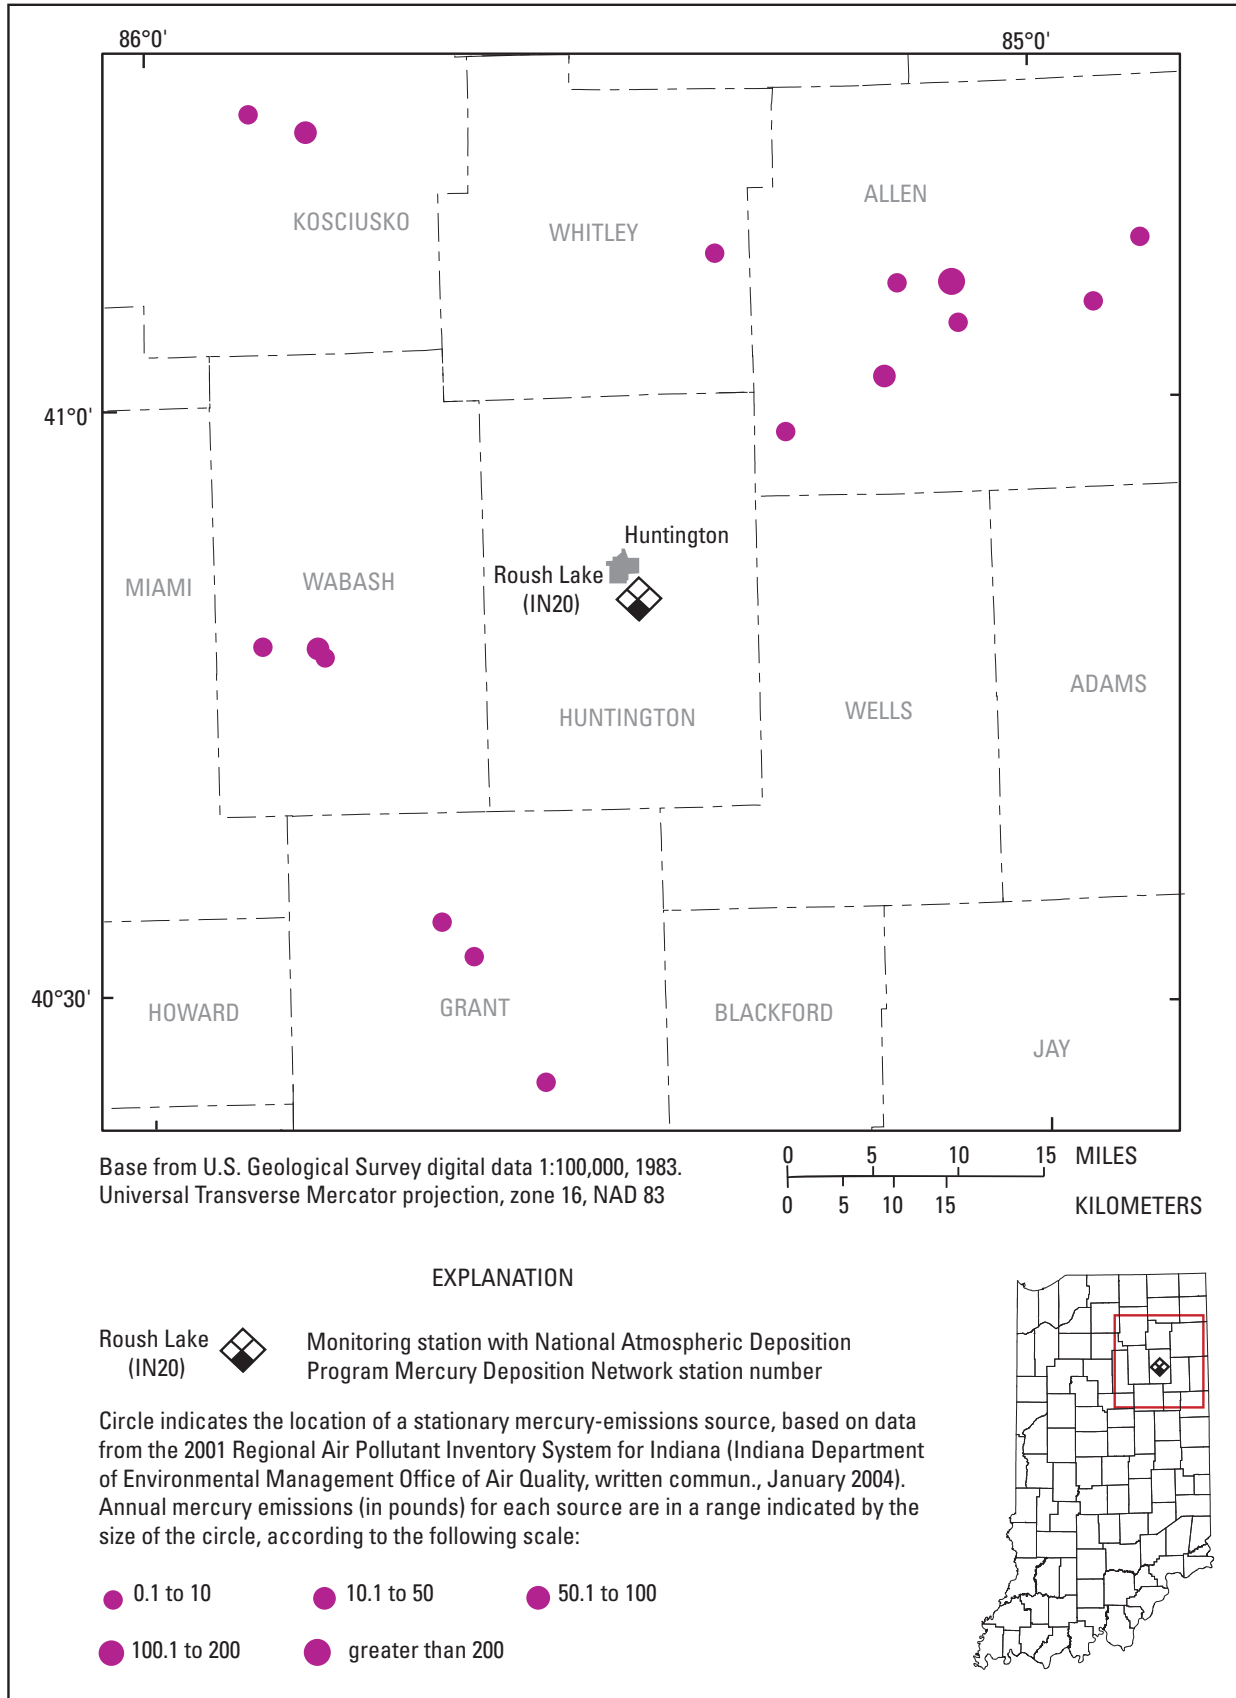 86°0'
85°0'
KOSCIUSKO
WHITLEY
ALLEN
41°0'
Huntington
Roush Lake
(IN20)
MIAMI
WABASH
HUNTINGTON
WELLS
ADAMS
40°30'
HOWARD
GRANT
BLACKFORD
JAY
Base from U.S. Geological Survey digital data 1:100,000, 1983.
Universal Transverse Mercator projection, zone 16, NAD 83
0 5 10 15 MILES
0 5 10 15 KILOMETERS
EXPLANATION
Roush Lake
(IN20)
Monitoring station with National Atmospheric Deposition
Program Mercury Deposition Network station number
Circle indicates the location of a stationary mercury-emissions source, based on data
from the 2001 Regional Air Pollutant Inventory System for Indiana (Indiana Department
of Environmental Management Office of Air Quality, written commun., January 2004).
Annual mercury emissions (in pounds) for each source are in a range indicated by the
size of the circle, according to the following scale:
0.1 to 10
10.1 to 50
50.1 to 100
100.1 to 200
greater than 200